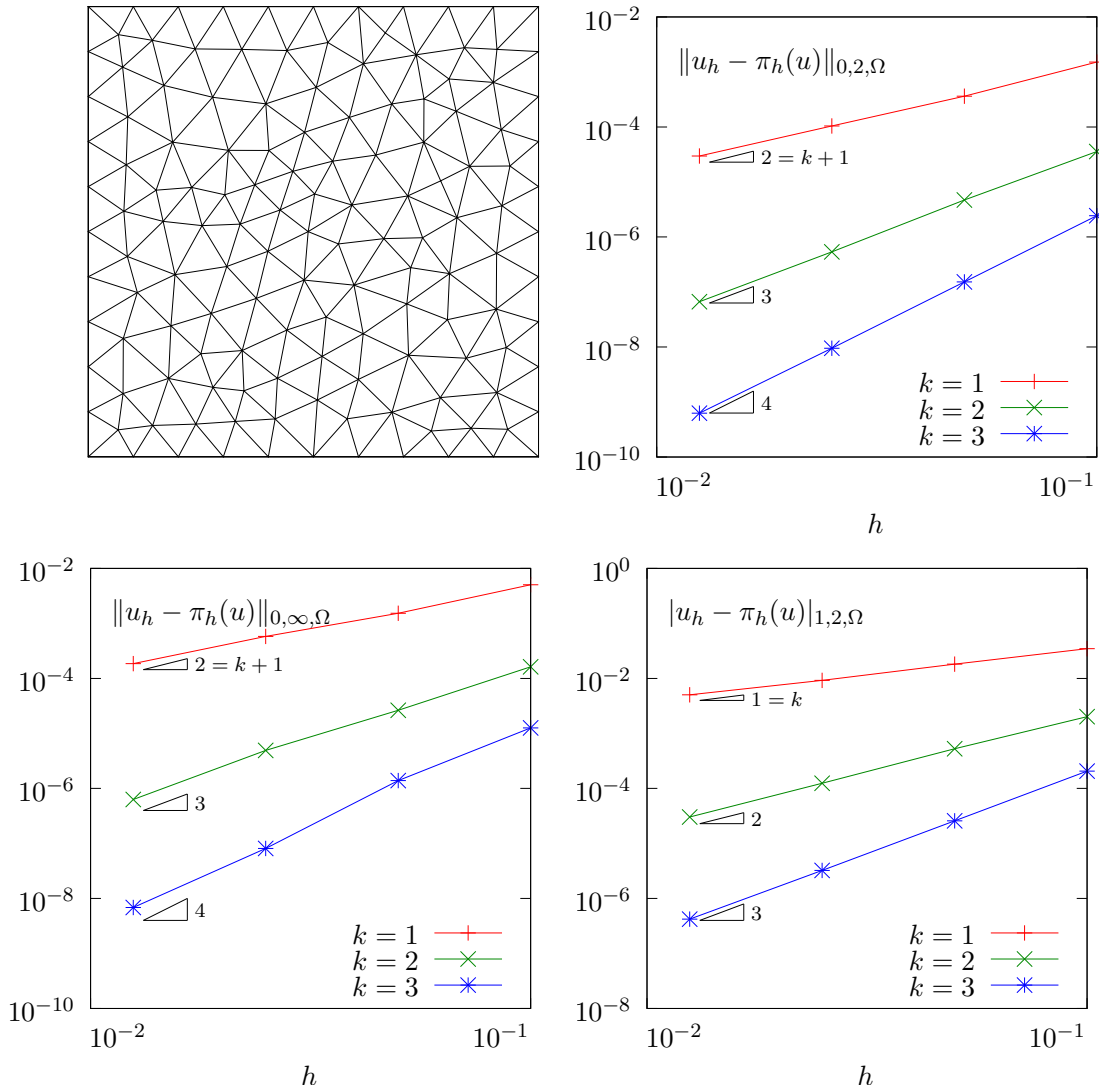 10⁻²
‖u_h − π_h(u)‖_{0,2,Ω}
10⁻⁴
2 = k + 1
10⁻⁶
3
10⁻⁸
k = 1
4
k = 2
k = 3
10⁻¹⁰
10⁻² 10⁻¹
h
10⁻²
‖u_h − π_h(u)‖_{0,∞,Ω}
2 = k + 1
10⁻⁴
10⁻⁶
3
10⁻⁸
4
k = 1
k = 2
k = 3
10⁻¹⁰
10⁻² 10⁻¹
h
10⁰
|u_h − π_h(u)|_{1,2,Ω}
10⁻²
1 = k
10⁻⁴
2
10⁻⁶
3
k = 1
k = 2
k = 3
10⁻⁸
10⁻² 10⁻¹
h